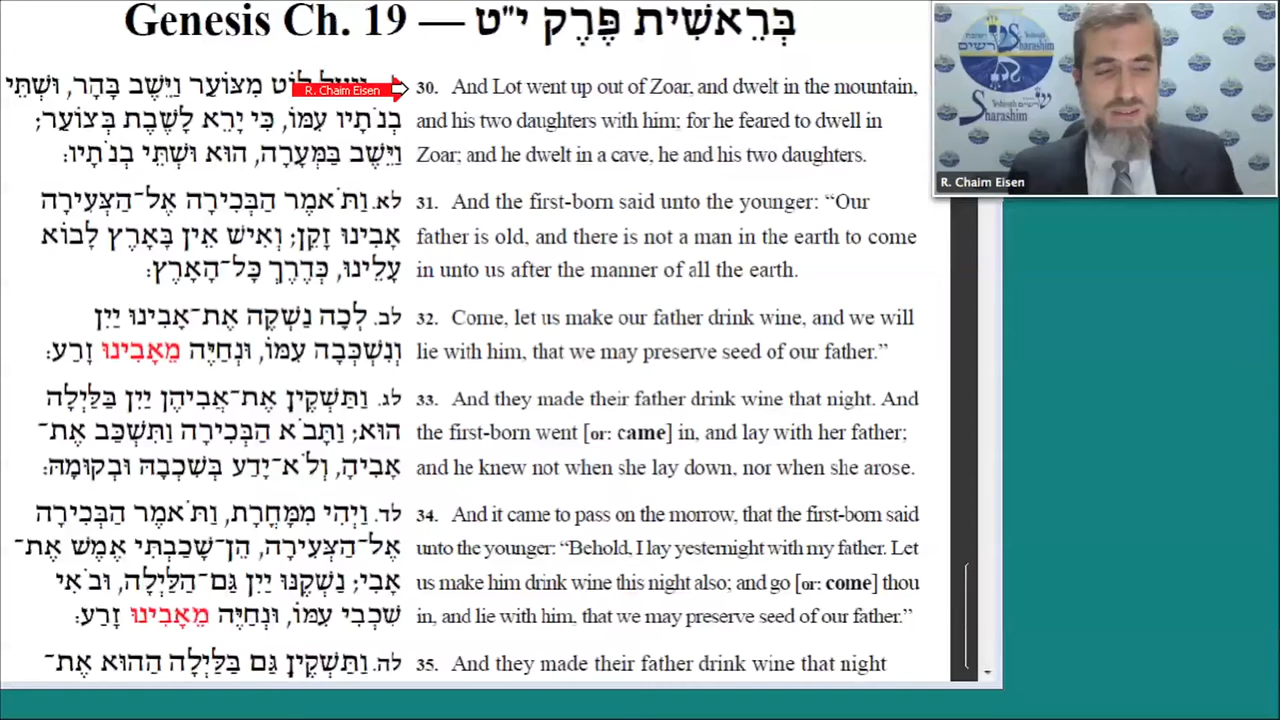 Genesis Ch. 19 — בְּרֵאשִׁית פֶּרֶק י"ט
לוֹט מִצּוֹעַר וַיֵּשֶׁב בָּהָר, וּשְׁתֵּי
בְנֹתָיו עִמּוֹ, כִּי יָרֵא לָשֶׁבֶת בְּצוֹעַר;
וַיֵּשֶׁב בַּמְּעָרָה, הוּא וּשְׁתֵּי בְנֹתָיו:
R. Chaim Eisen
30. And Lot went up out of Zoar, and dwelt in the mountain,
and his two daughters with him; for he feared to dwell in
Zoar; and he dwelt in a cave, he and his two daughters.
לא. וַתֹּאמֶר הַבְּכִירָה אֶל־הַצְּעִירָה
אָבִינוּ זָקֵן; וְאִישׁ אֵין בָּאָרֶץ לָבוֹא
עָלֵינוּ, כְּדֶרֶךְ כָּל־הָאָרֶץ:
31. And the first-born said unto the younger: “Our
father is old, and there is not a man in the earth to come
in unto us after the manner of all the earth.
לב. לְכָה נַשְׁקֶה אֶת־אָבִינוּ יַיִן
וְנִשְׁכְּבָה עִמּוֹ, וּנְחַיֶּה מֵאָבִינוּ זָרַע:
32. Come, let us make our father drink wine, and we will
lie with him, that we may preserve seed of our father.”
לג. וַתַּשְׁקֶיןָ אֶת־אֲבִיהֶן יַיִן בַּלַּיְלָה
הוּא; וַתָּבֹא הַבְּכִירָה וַתִּשְׁכַּב אֶת־
אָבִיהָ, וְלֹא־יָדַע בְּשִׁכְבָהּ וּבְקוּמָהּ:
33. And they made their father drink wine that night. And
the first-born went [or: came] in, and lay with her father;
and he knew not when she lay down, nor when she arose.
לד. וַיְהִי מִמָּחֳרָת, וַתֹּאמֶר הַבְּכִירָה
אֶל־הַצְּעִירָה, הֵן־שָׁכַבְתִּי אֶמֶשׁ אֶת־
אָבִי; נַשְׁקֶנּוּ יַיִן גַּם־הַלַּיְלָה, וּבֹאִי
שִׁכְבִי עִמּוֹ, וּנְחַיֶּה מֵאָבִינוּ זָרַע:
34. And it came to pass on the morrow, that the first-born said
unto the younger: “Behold, I lay yesternight with my father. Let
us make him drink wine this night also; and go [or: come] thou
in, and lie with him, that we may preserve seed of our father.”
לה. וַתַּשְׁקֶיןָ גַּם בַּלַּיְלָה הַהוּא אֶת־
35. And they made their father drink wine that night
Sharashim
Yeshivath
Sharashim
R. Chaim Eisen